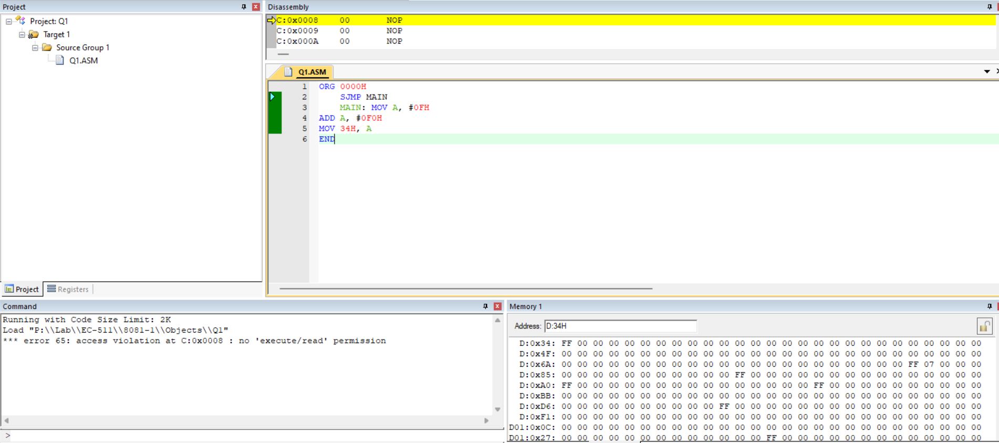 Project
Project: Q1
Target 1
Source Group 1
Q1.ASM
Project Registers
Disassembly
C:0x0008 00 NOP
C:0x0009 00 NOP
C:0x000A 00 NOP
Q1.ASM
1 ORG 0000H
2 SJMP MAIN
3 MAIN: MOV A, #0FH
4 ADD A, #0F0H
5 MOV 34H, A
6 END
Command
Running with Code Size Limit: 2K
Load "P:\\Lab\\EC-511\\8081-1\\Objects\\Q1"
*** error 65: access violation at C:0x0008 : no 'execute/read' permission
>
Memory 1
Address: D:34H
D:0x34: FF 00 00 00 00 00 00 00 00 00 00 00 00 00 00 00 00 00 00 00 00 00 00 00 00 00 00
D:0x4F: 00 00 00 00 00 00 00 00 00 00 00 00 00 00 00 00 00 00 00 00 00 00 00 00 00 00 00
D:0x6A: 00 00 00 00 00 00 00 00 00 00 00 00 00 00 00 00 00 00 00 00 00 00 FF 07 00 00 00
D:0x85: 00 00 00 00 00 00 00 00 00 00 00 FF 00 00 00 00 00 00 00 00 00 00 00 00 00 00 00
D:0xA0: FF 00 00 00 00 00 00 00 00 00 00 00 00 00 00 00 FF 00 00 00 00 00 00 00 00 00 00
D:0xBB: 00 00 00 00 00 00 00 00 00 00 00 00 00 00 00 00 00 00 00 00 00 00 00 00 00 00 00
D:0xD6: 00 00 00 00 00 00 00 00 00 00 FF 00 00 00 00 00 00 00 00 00 00 00 00 00 00 00 00
D:0xF1: 00 00 00 00 00 00 00 00 00 00 00 00 00 00 00 00 00 00 00 00 00 00 00 00 00 00 00
D01:0x0C: 00 00 00 00 00 00 00 00 00 00 00 00 00 00 00 00 00 00 00 00 00 00 00 00 00 00 00
D01:0x27: 00 00 00 00 00 00 00 00 00 00 00 00 00 FF 00 00 00 00 00 00 00 00 00 00 00 00 00